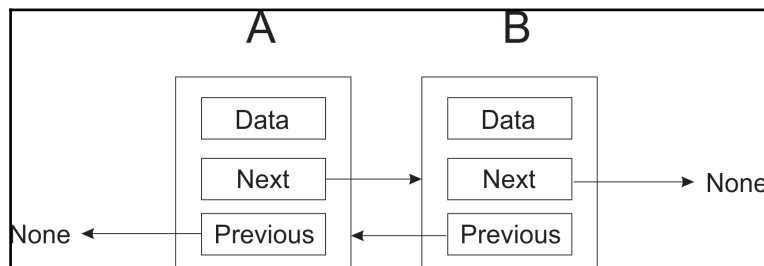 A B
Data Data
Next Next None
None Previous Previous